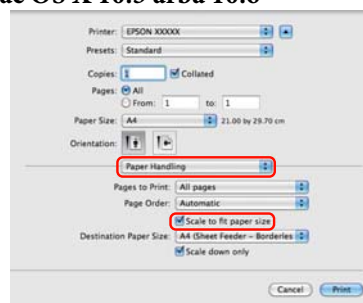 ac OS X 10.5 arba 10.6
Printer: EPSON XXXXX
Presets: Standard
Copies: 1 Collated
Pages: All
From: 1 to: 1
Paper Size: A4 21.00 by 29.70 cm
Orientation:
Paper Handling
Pages to Print: All pages
Page Order: Automatic
Scale to fit paper size
Destination Paper Size: A4 (Sheet Feeder - Borderles
Scale down only
Cancel Print